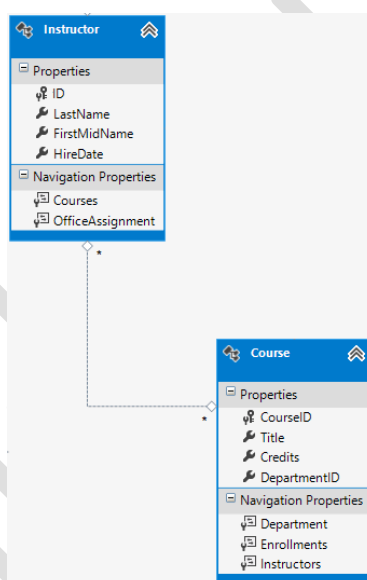 Instructor
Properties
ID
LastName
FirstMidName
HireDate
Navigation Properties
Courses
OfficeAssignment
*
*
Course
Properties
CourseID
Title
Credits
DepartmentID
Navigation Properties
Department
Enrollments
Instructors